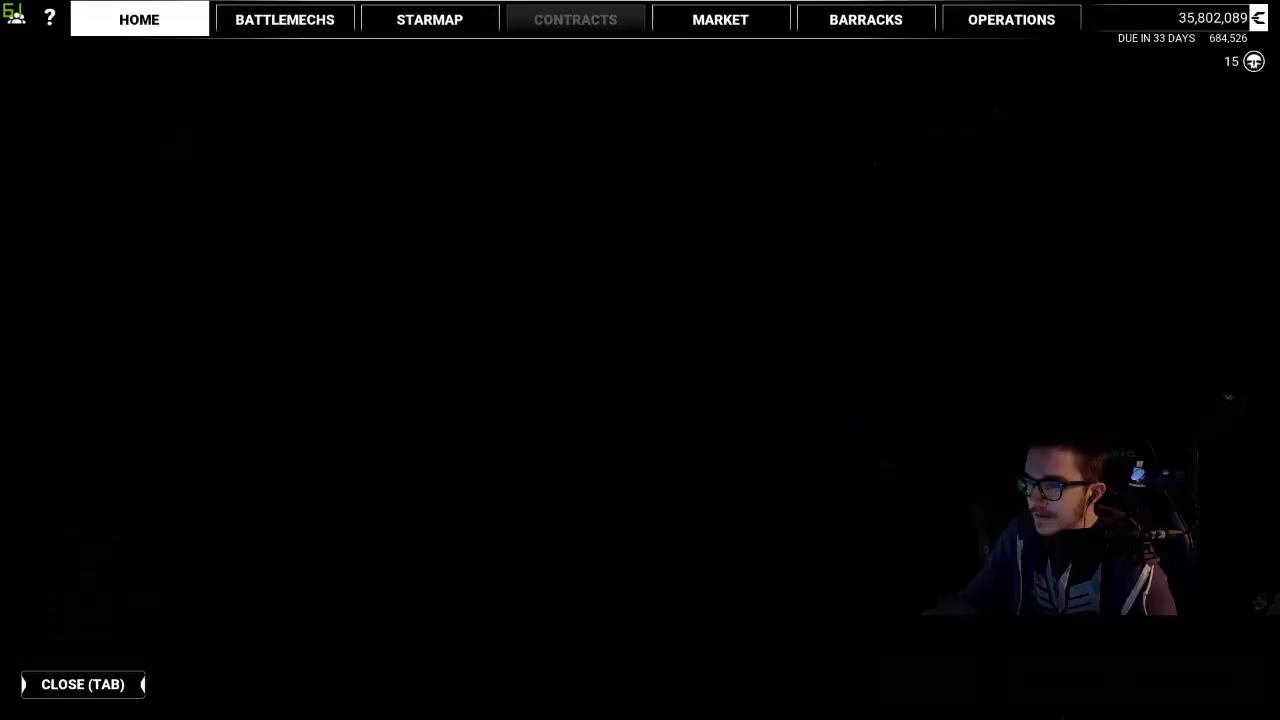 ? HOME BATTLEMECHS STARMAP CONTRACTS MARKET BARRACKS OPERATIONS 35,802,089
DUE IN 33 DAYS 684,526
15
CLOSE (TAB)